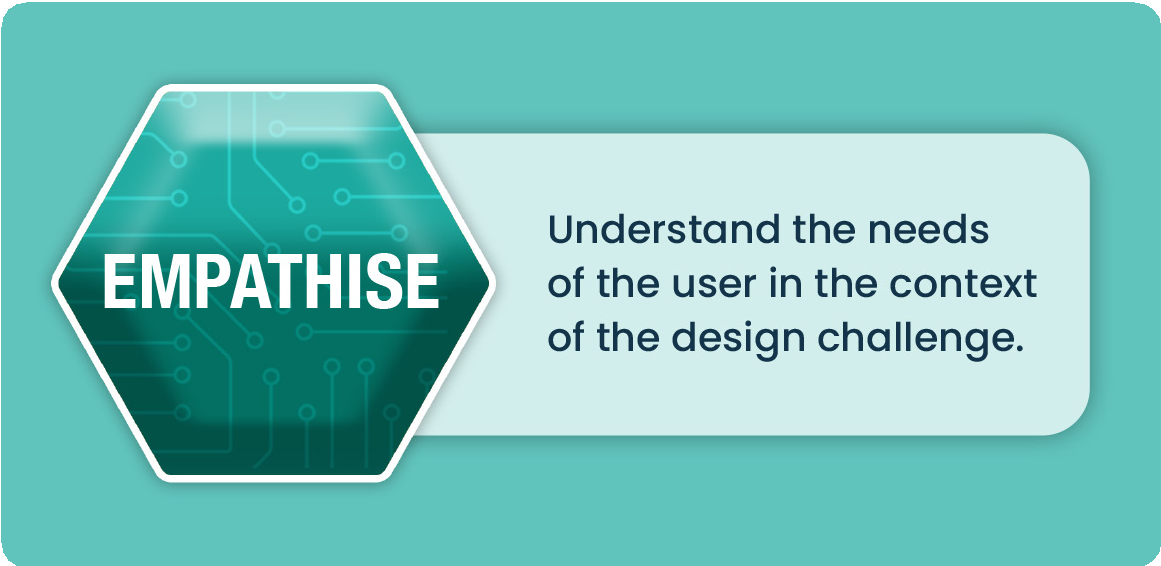 EMPATHISE
Understand the needs
of the user in the context
of the design challenge.